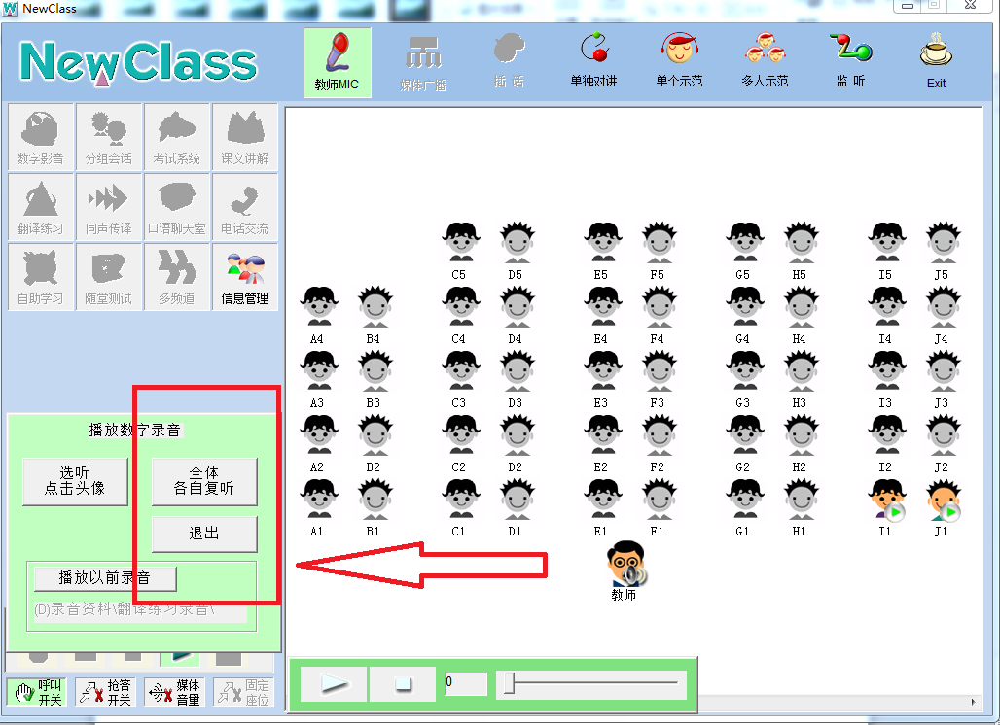 NewClass
NewClass
教师MIC
媒体广播
插 话
单独对讲
单个示范
多人示范
监 听
Exit
数字影音
分组会话
考试系统
课文讲解
翻译练习
同声传译
口语聊天室
电话交流
自助学习
随堂测试
多频道
信息管理
C5 D5 E5 F5 G5 H5 I5 J5
A4 B4 C4 D4 E4 F4 G4 H4 I4 J4
A3 B3 C3 D3 E3 F3 G3 H3 I3 J3
A2 B2 C2 D2 E2 F2 G2 H2 I2 J2
A1 B1 C1 D1 E1 F1 G1 H1 I1 J1
教师
播放数字录音
选听
点击头像
全体
各自复听
退出
播放以前录音
(D)录音资料\翻译练习录音\
呼叫
开关
抢答
开关
媒体
音量
固定
座位
0